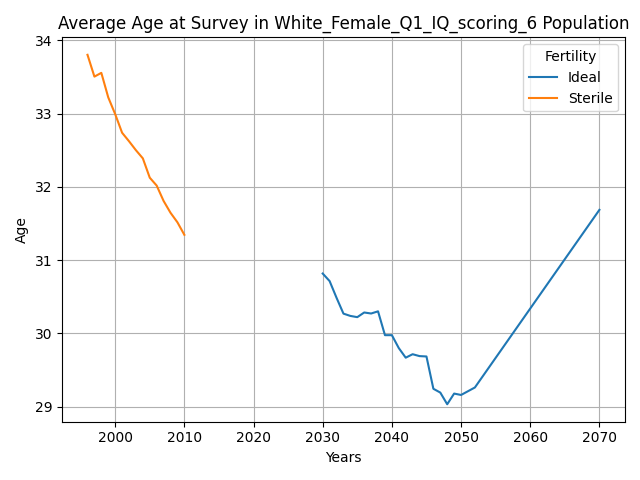 Average Age at Survey in White_Female_Q1_IQ_scoring_6 Population
Fertility
Ideal
Sterile
34
33
32
31
30
29
Age
2000 2010 2020 2030 2040 2050 2060 2070
Years